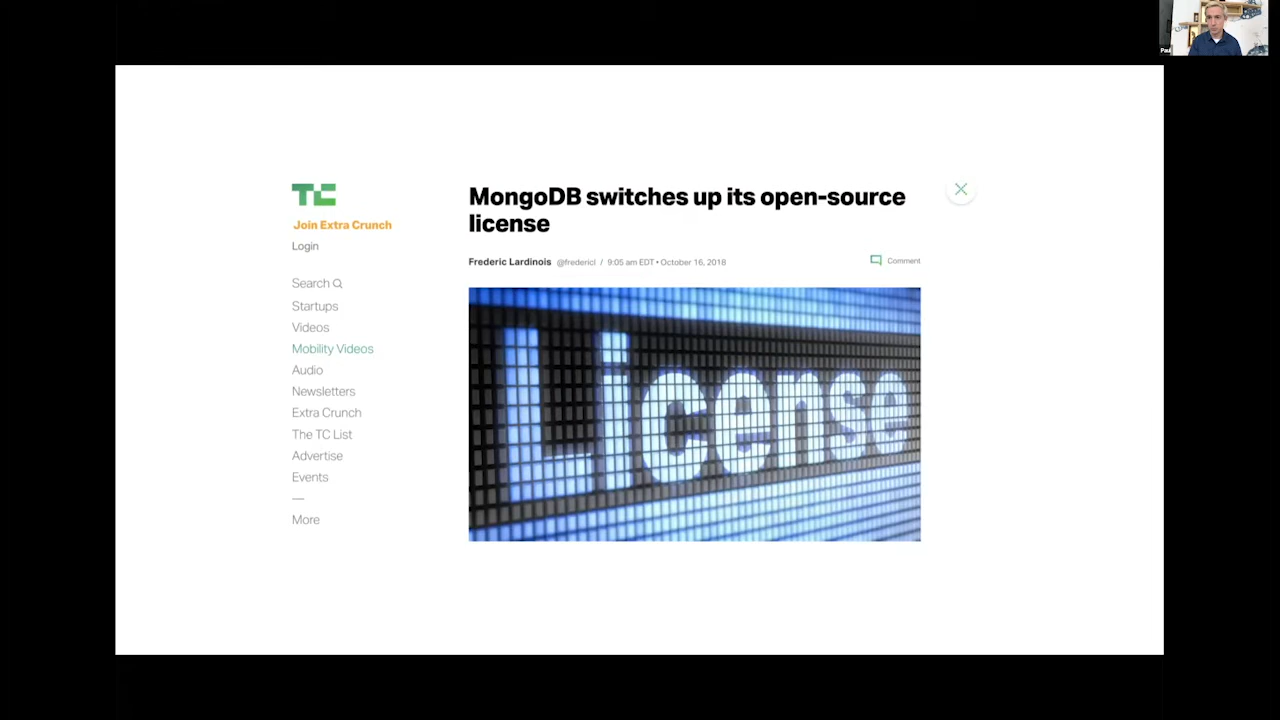 Paul
TC
Join Extra Crunch
Login
Search
Startups
Videos
Mobility Videos
Audio
Newsletters
Extra Crunch
The TC List
Advertise
Events
—
More
MongoDB switches up its open-source
license
Frederic Lardinois @fredericl / 9:05 am EDT • October 16, 2018
Comment
License